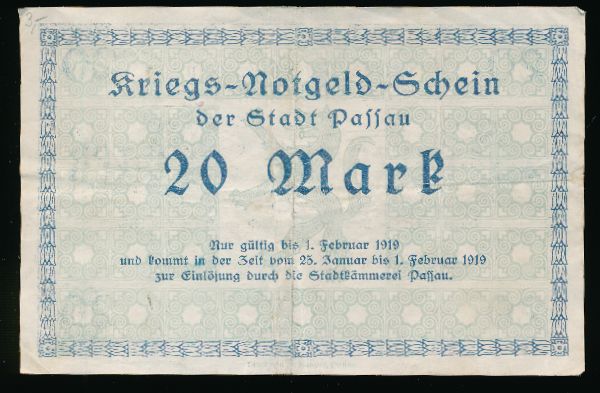 3,-
Kriegs-Notgeld-Schein
der Stadt Passau
20 Mark
Nur gültig bis 1. Februar 1919
und kommt in der Zeit vom 25. Januar bis 1. Februar 1919
zur Einlösung durch die Stadtkämmerei Passau.